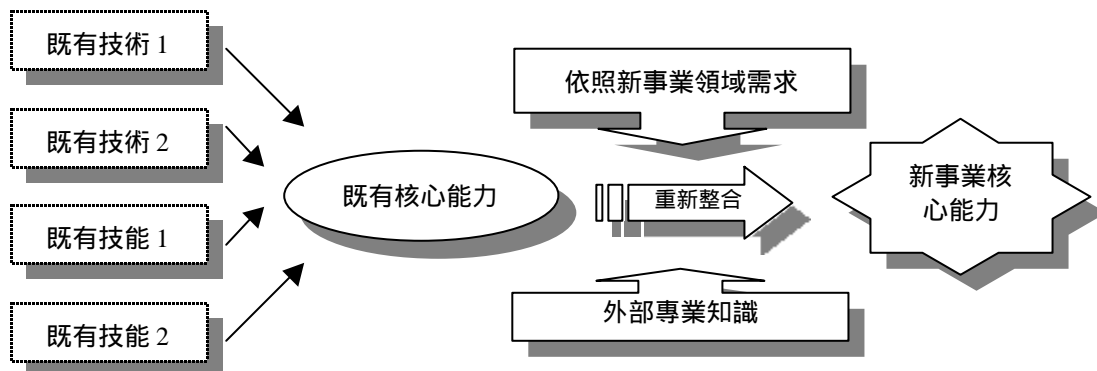 既有技術 1
既有技術 2
既有技能 1
既有技能 2
既有核心能力
依照新事業領域需求
重新整合
外部專業知識
新事業核
心能力